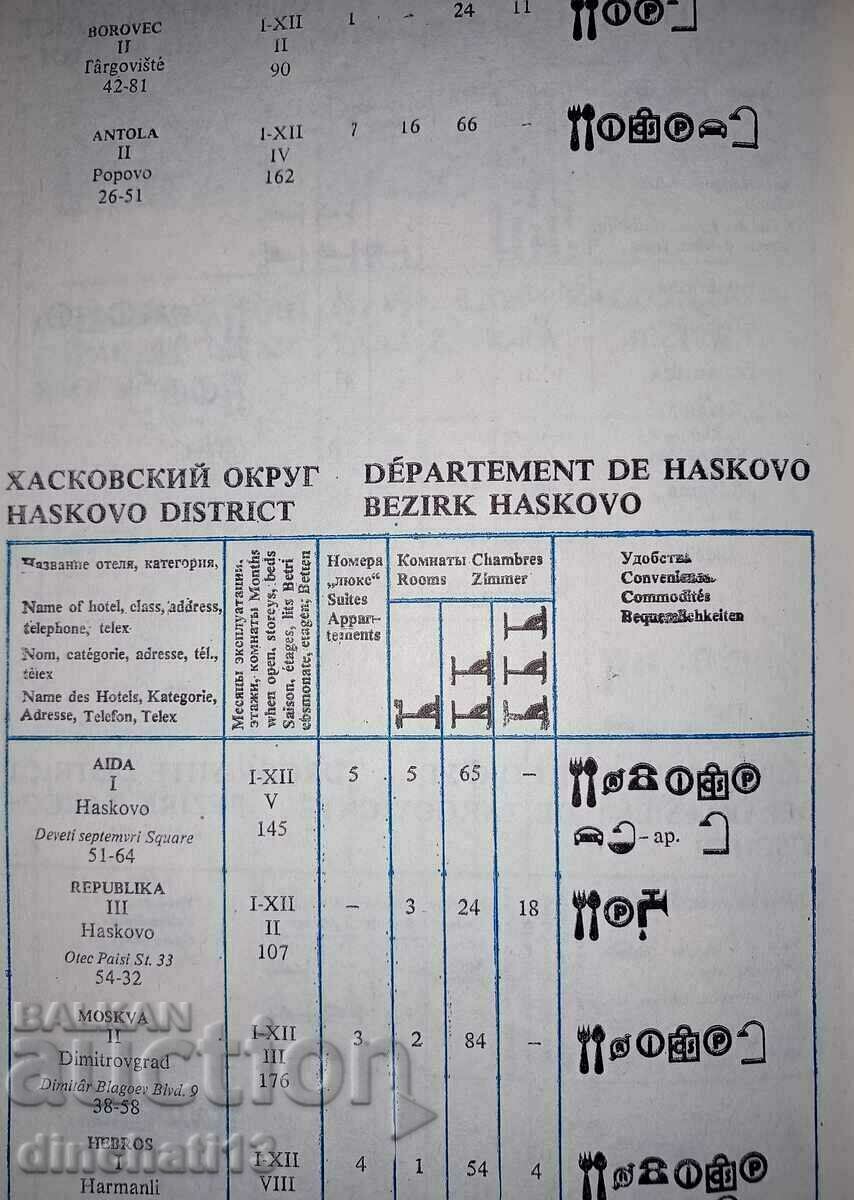 BOROVEC I-XII 1 - 24 11
II II
Târgovišté 90
42-81
ANTOLA I-XII 7 16 66 -
II IV
Popovo 162
26-51
ХАСКОВСКИЙ ОКРУГ DÉPARTEMENT DE HASKOVO
HASKOVO DISTRICT BEZIRK HASKOVO
Название отеля, категория,
Name of hotel, class, address,
telephone, telex
Nom, catégorie, adresse, tél.,
télex
Name des Hotels, Kategorie,
Adresse, Telefon, Telex
Месяцы эксплуатации,
этажи, комнаты Months
when open, storeys, beds
Saison, étages, lits Betri
ebsmonate, etagen, Betten
Номера
„люкс“
Suites
Appar-
tements
Комнаты Chambres
Rooms Zimmer
Удобства
Conveniens.
Commodités
Bequemlichkeiten
AIDA I-XII 5 5 65 -
I V
Haskovo 145
Deveti septemvri Square - ap.
51-64
REPUBLIKA I-XII - 3 24 18
III II
Haskovo 107
Otec Paisi St. 33
54-32
MOSKVA I-XII 3 2 84 -
II III
Dimitrovgrad 176
Dimitâr Blagoev Blvd. 9
38-58
HEBROS I-XII 4 1 54 4
I VIII
Harmanli
BALKAN
auction
dinchati13